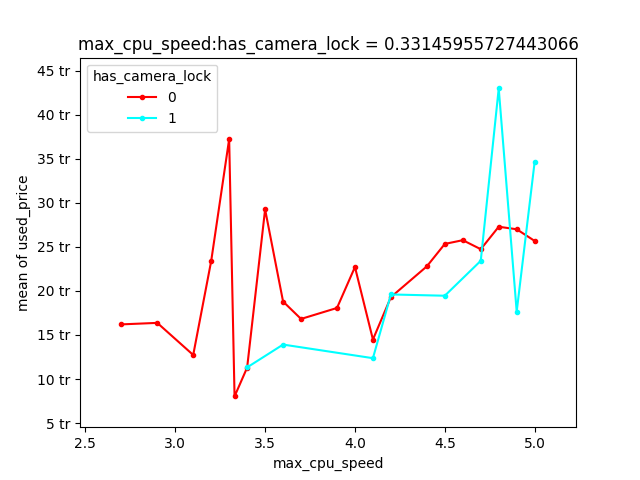 max_cpu_speed:has_camera_lock = 0.33145955727443066
has_camera_lock
0
1
45 tr
40 tr
35 tr
30 tr
25 tr
20 tr
15 tr
10 tr
5 tr
mean of used_price
2.5 3.0 3.5 4.0 4.5 5.0
max_cpu_speed